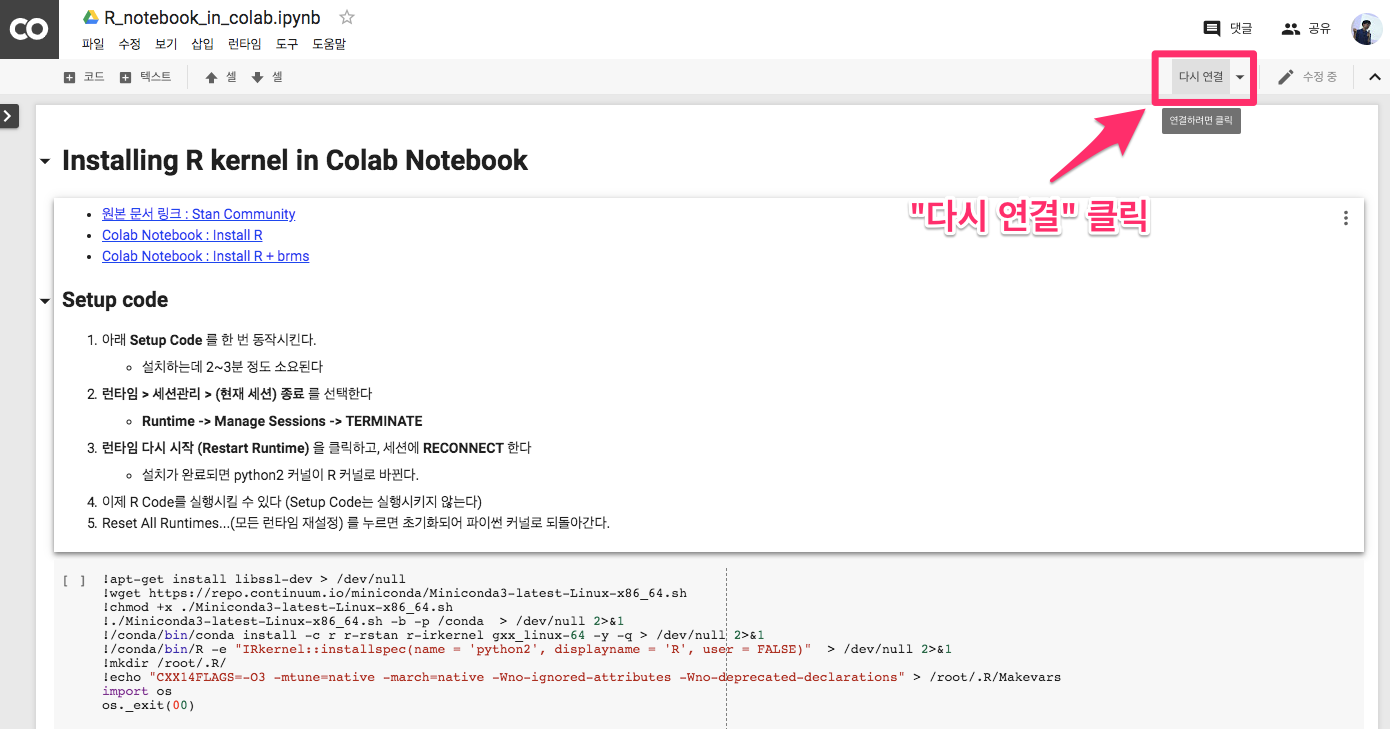 CO
R_notebook_in_colab.ipynb
댓글
공유
파일 수정 보기 삽입 런타임 도구 도움말
코드 텍스트 셀 셀
다시 연결
수정 중
연결하려면 클릭
Installing R kernel in Colab Notebook
"다시 연결" 클릭
• 원본 문서 링크 : Stan Community
• Colab Notebook : Install R
• Colab Notebook : Install R + brms
Setup code
1. 아래 Setup Code 를 한 번 동작시킨다.
설치하는데 2~3분 정도 소요된다
2. 런타임 > 세션관리 > (현재 세션) 종료 를 선택한다
Runtime -> Manage Sessions -> TERMINATE
3. 런타임 다시 시작 (Restart Runtime) 을 클릭하고, 세션에 RECONNECT 한다
설치가 완료되면 python2 커널이 R 커널로 바뀐다.
4. 이제 R Code를 실행시킬 수 있다 (Setup Code는 실행시키지 않는다)
5. Reset All Runtimes...(모든 런타임 재설정) 를 누르면 초기화되어 파이썬 커널로 되돌아간다.
[ ] !apt-get install libssl-dev > /dev/null
!wget https://repo.continuum.io/miniconda/Miniconda3-latest-Linux-x86_64.sh
!chmod +x ./Miniconda3-latest-Linux-x86_64.sh
!./Miniconda3-latest-Linux-x86_64.sh -b -p /conda  > /dev/null 2>&1
!/conda/bin/conda install -c r r-rstan r-irkernel gxx_linux-64 -y -q > /dev/null 2>&1
!/conda/bin/R -e "IRkernel::installspec(name = 'python2', displayname = 'R', user = FALSE)"  > /dev/null 2>&1
!mkdir /root/.R/
!echo "CXX14FLAGS=-O3 -mtune=native -march=native -Wno-ignored-attributes -Wno-deprecated-declarations" > /root/.R/Makevars
import os
os._exit(00)